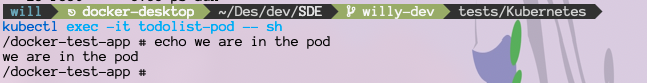 will docker-desktop ~/Des/dev/SDE willy-dev tests/Kubernetes
kubectl exec -it todolist-pod -- sh
/docker-test-app # echo we are in the pod
we are in the pod
/docker-test-app #